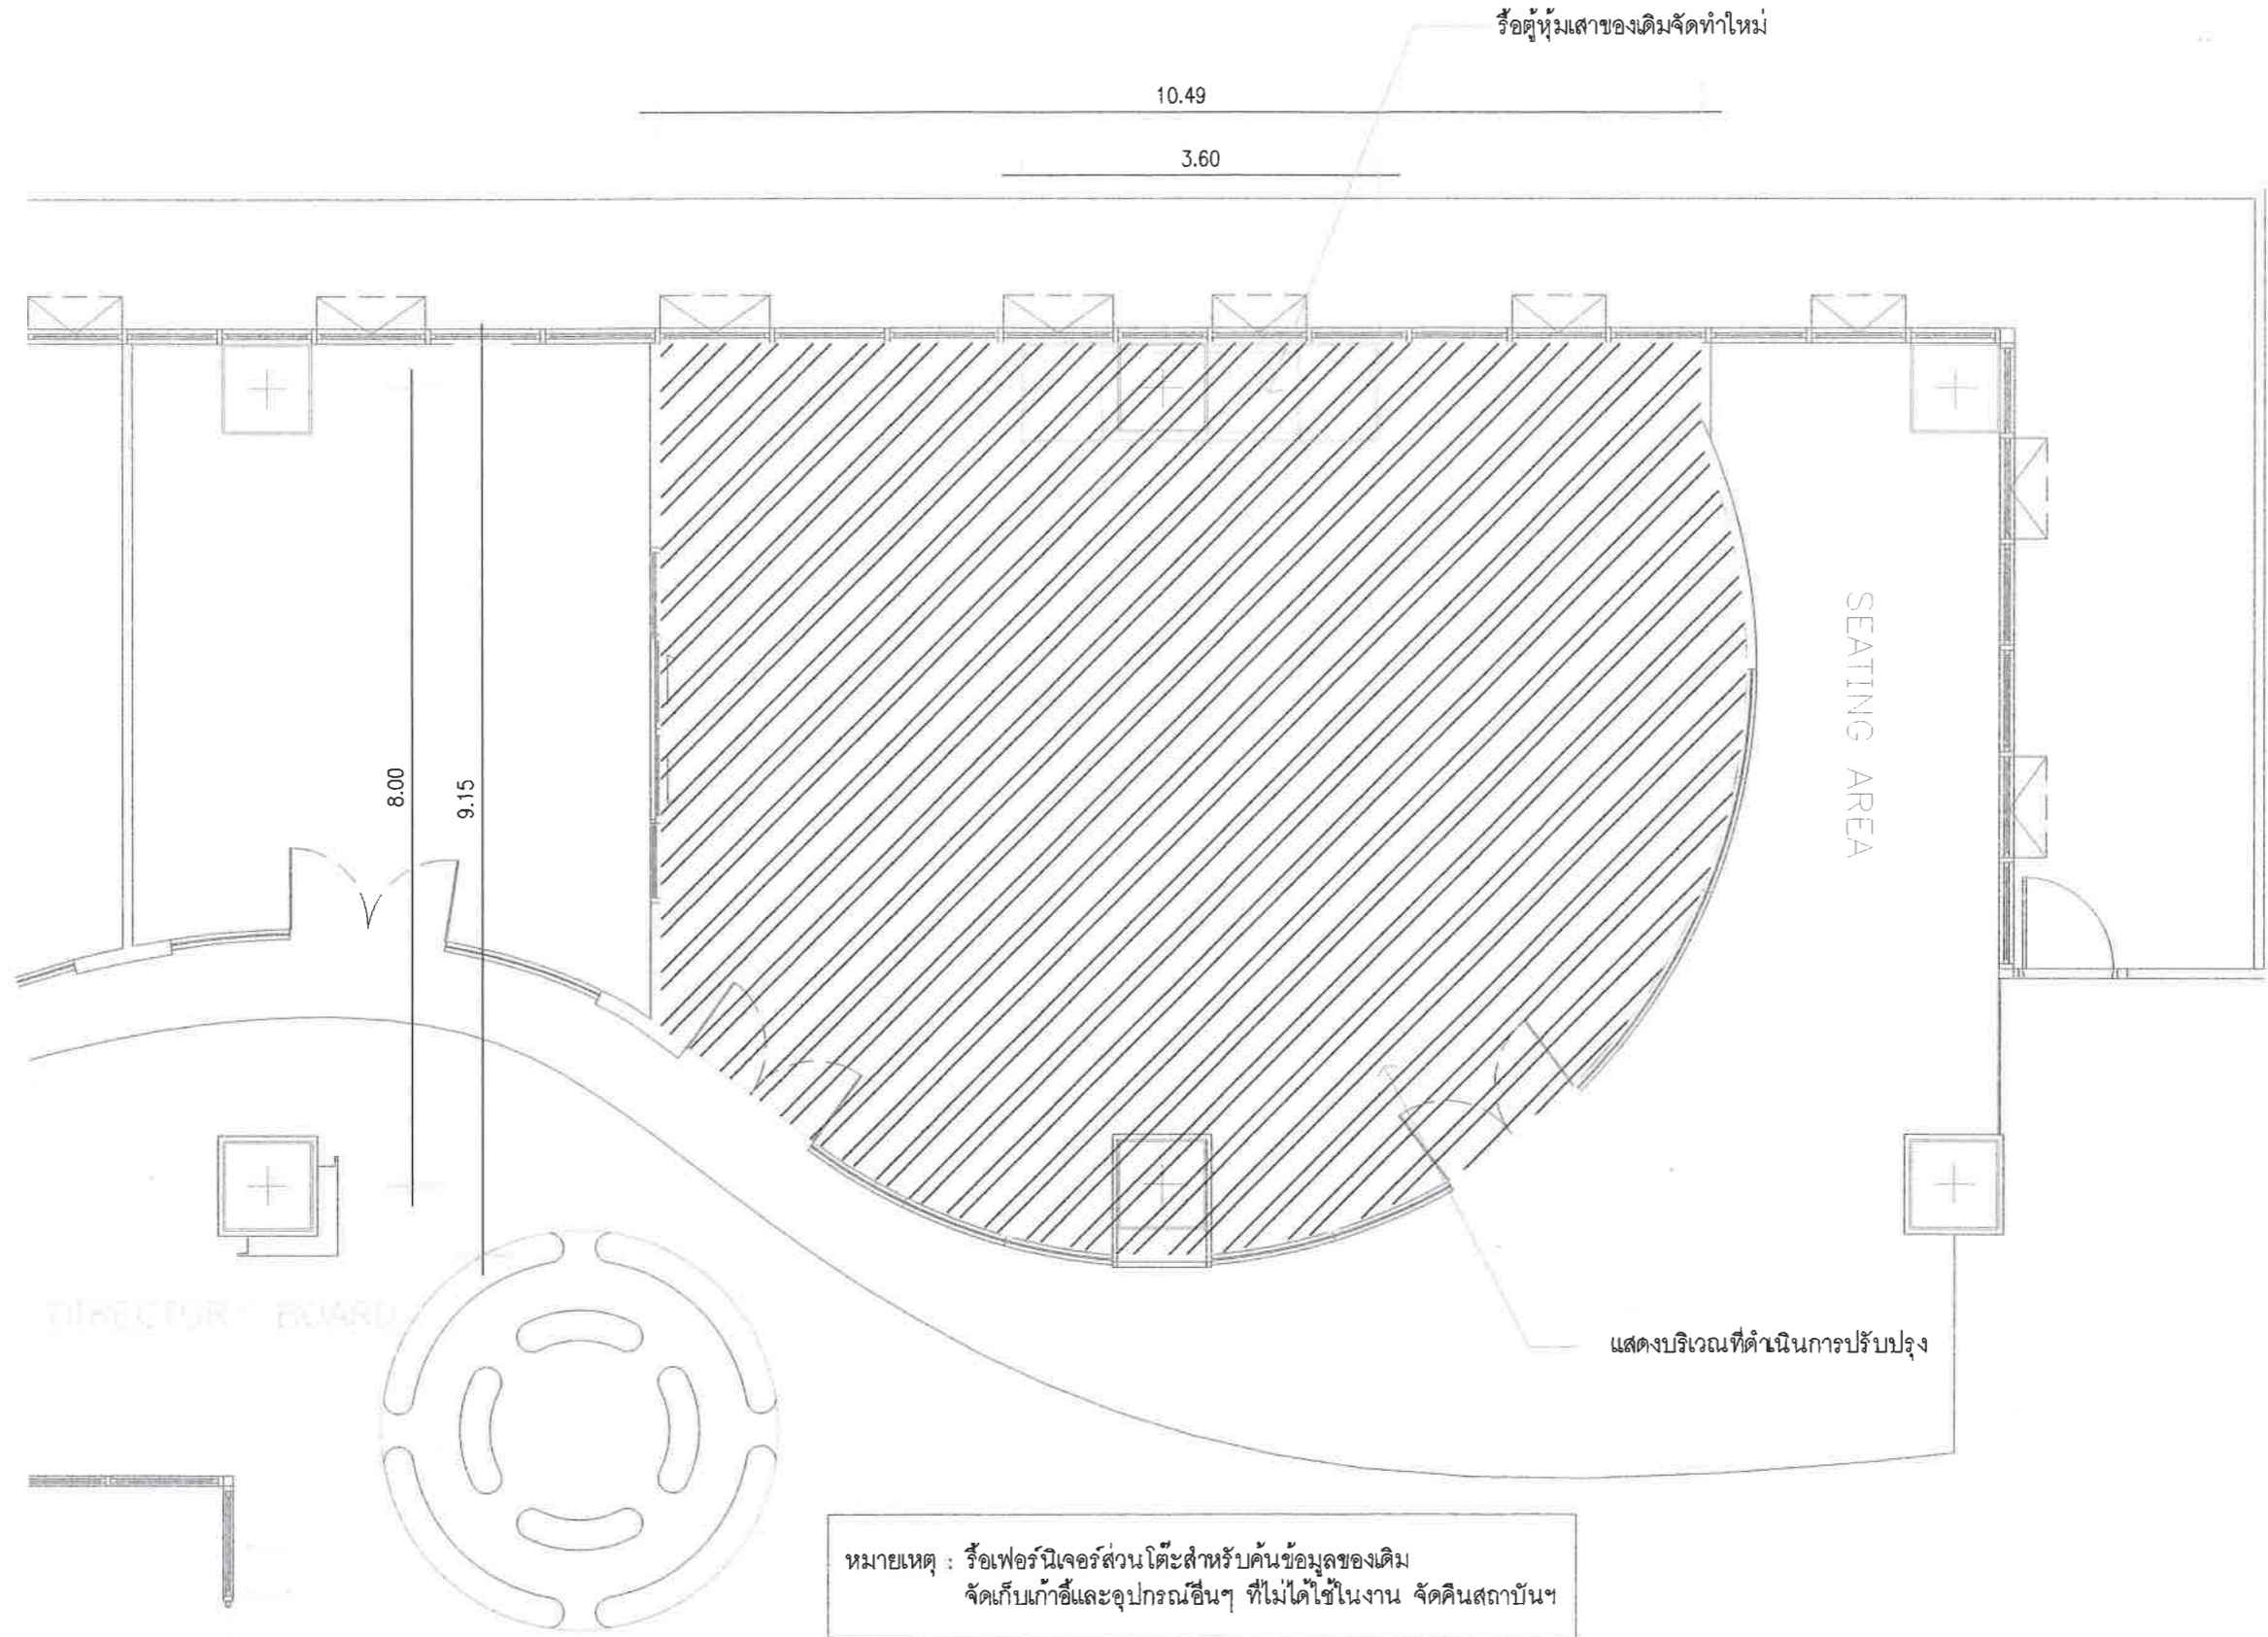 รื้อตู้หุ้มเสาของเดิมจัดทำใหม่
10.49
3.60
8.00
9.15
SEATING AREA
DIRECTORY BOARD
แสดงบริเวณที่ดำเนินการปรับปรุง
หมายเหตุ : รื้อเฟอร์นิเจอร์ส่วนโต๊ะสำหรับค้นข้อมูลของเดิม
จัดเก็บเก้าอี้และอุปกรณ์อื่นๆ ที่ไม่ได้ใช้ในงาน จัดคืนสถาบันฯ